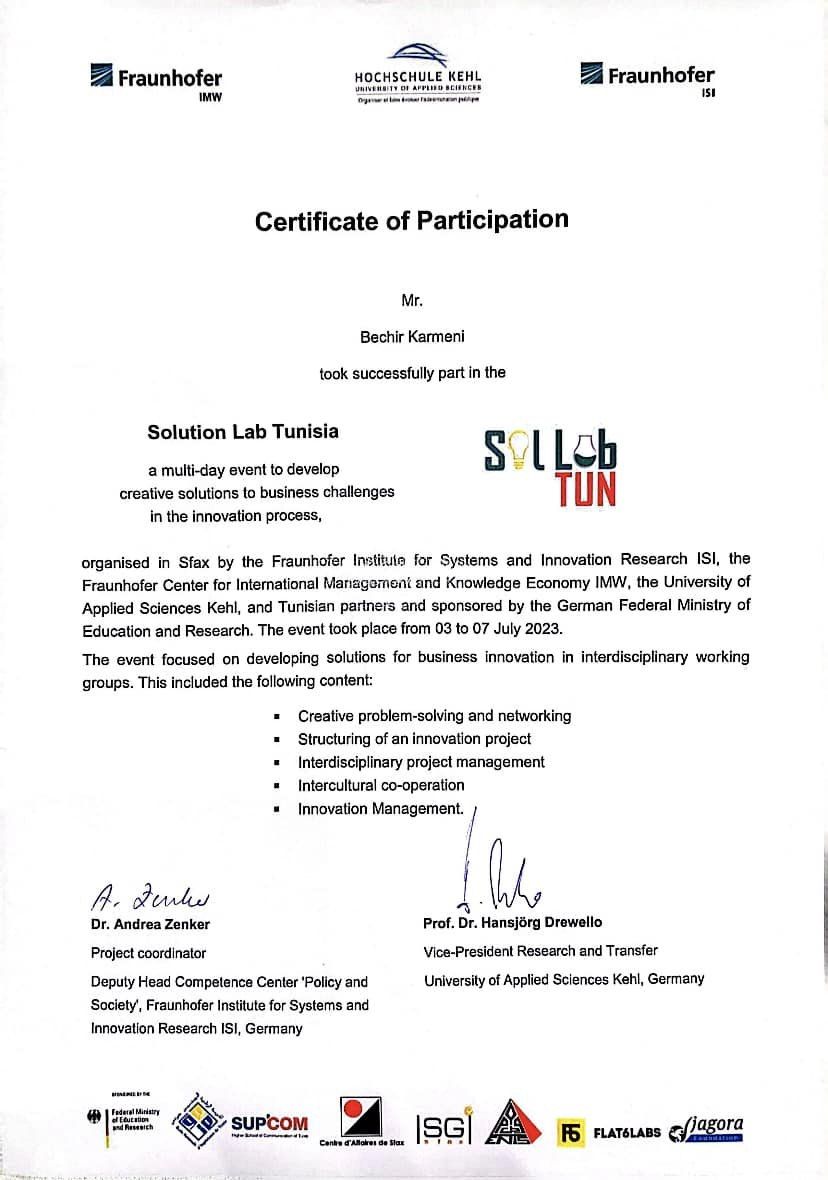 Fraunhofer
IMW
HOCHSCHULE KEHL
UNIVERSITY OF APPLIED SCIENCES
Fraunhofer
ISI
Certificate of Participation
Mr.
Bechir Karmeni
took successfully part in the
Solution Lab Tunisia
a multi-day event to develop
creative solutions to business challenges
in the innovation process,
SolLab
TUN
organised in Sfax by the Fraunhofer Institute for Systems and Innovation Research ISI, the
Fraunhofer Center for International Management and Knowledge Economy IMW, the University of
Applied Sciences Kehl, and Tunisian partners and sponsored by the German Federal Ministry of
Education and Research. The event took place from 03 to 07 July 2023.
The event focused on developing solutions for business innovation in interdisciplinary working
groups. This included the following content:
▪ Creative problem-solving and networking
▪ Structuring of an innovation project
▪ Interdisciplinary project management
▪ Intercultural co-operation
▪ Innovation Management.
A. Zenker
Dr. Andrea Zenker
Project coordinator
Deputy Head Competence Center 'Policy and
Society', Fraunhofer Institute for Systems and
Innovation Research ISI, Germany
Prof. Dr. Hansjörg Drewello
Vice-President Research and Transfer
University of Applied Sciences Kehl, Germany
SPONSORED BY THE
Federal Ministry
of Education
and Research
SUP'COM
Higher School of Communication of Tunis
Centre d'Affaires de Sfax
ISGI
sfax
ENIS
F6
FLAT6LABS
jagora
Foundation